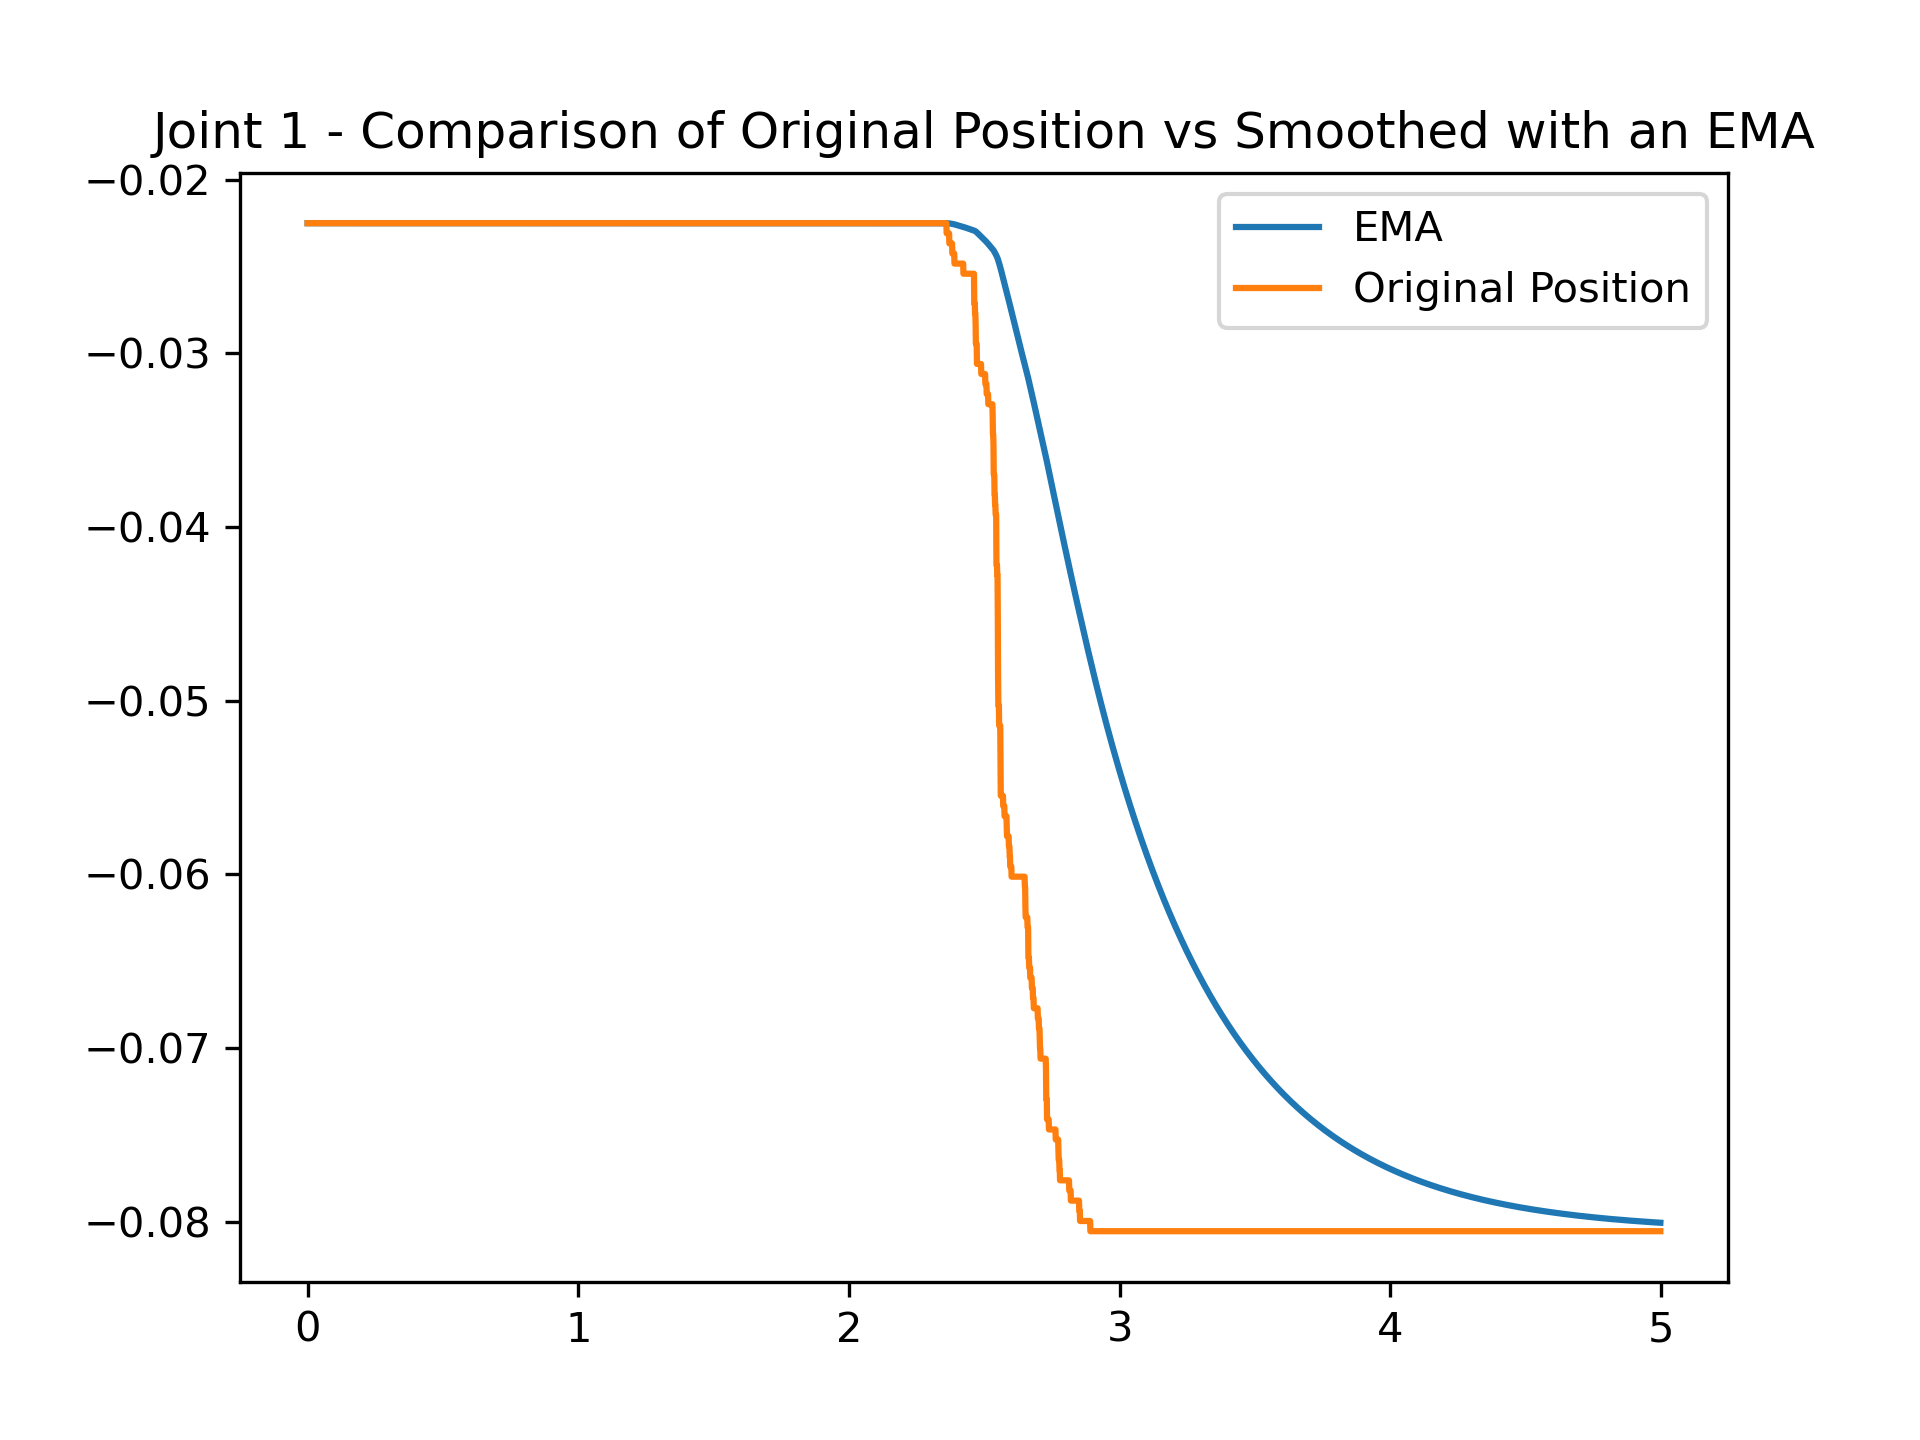 Joint 1 - Comparison of Original Position vs Smoothed with an EMA
EMA
Original Position
−0.02
−0.03
−0.04
−0.05
−0.06
−0.07
−0.08
0 1 2 3 4 5